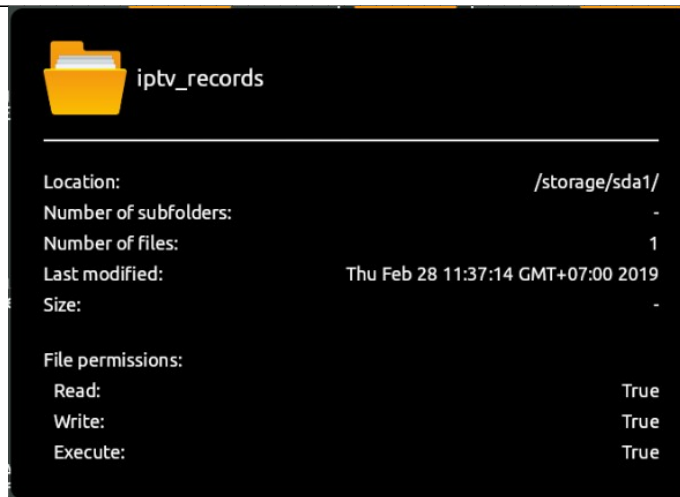 iptv_records
Location: /storage/sda1/
Number of subfolders: -
Number of files: 1
Last modified: Thu Feb 28 11:37:14 GMT+07:00 2019
Size: -
File permissions:
Read: True
Write: True
Execute: True